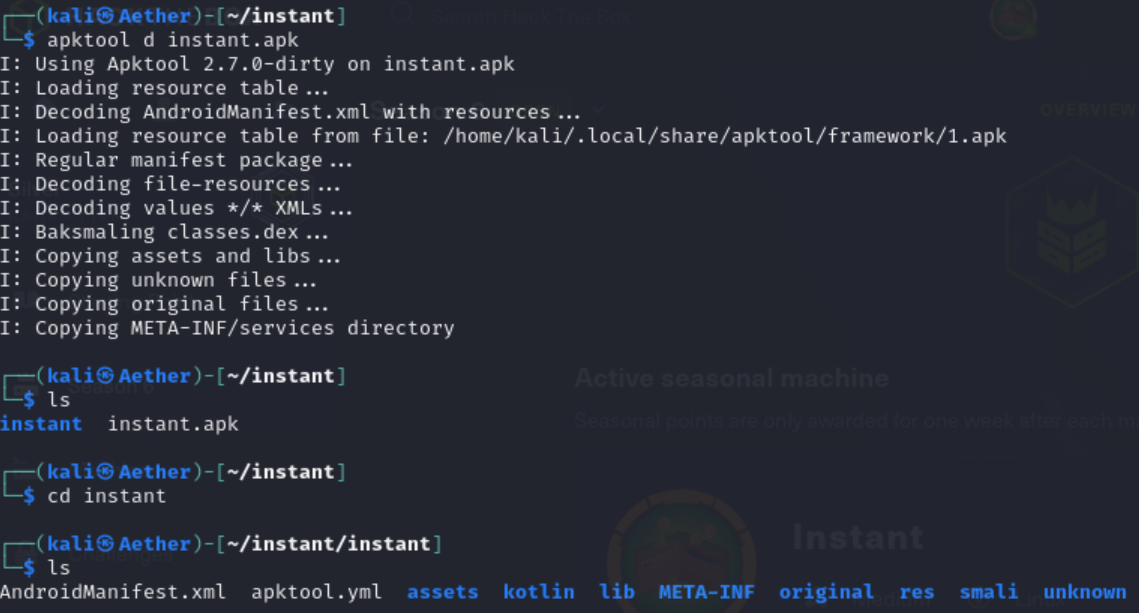 ┌──(kali㉿Aether)-[~/instant]
Search Hack The Box
└─$ apktool d instant.apk
I: Using Apktool 2.7.0-dirty on instant.apk
I: Loading resource table...
I: Decoding AndroidManifest.xml with resources...
OVERVIEW
I: Loading resource table from file: /home/kali/.local/share/apktool/framework/1.apk
I: Regular manifest package...
I: Decoding file-resources...
I: Decoding values */* XMLs...
I: Baksmaling classes.dex...
I: Copying assets and libs...
I: Copying unknown files...
I: Copying original files...
I: Copying META-INF/services directory
┌──(kali㉿Aether)-[~/instant]
Active seasonal machine
└─$ ls
Seasonal points are only awarded for one week after each m
instant  instant.apk
┌──(kali㉿Aether)-[~/instant]
└─$ cd instant
Instant
┌──(kali㉿Aether)-[~/instant/instant]
└─$ ls
AndroidManifest.xml  apktool.yml  assets  kotlin  lib  META-INF  original  res  smali  unknown